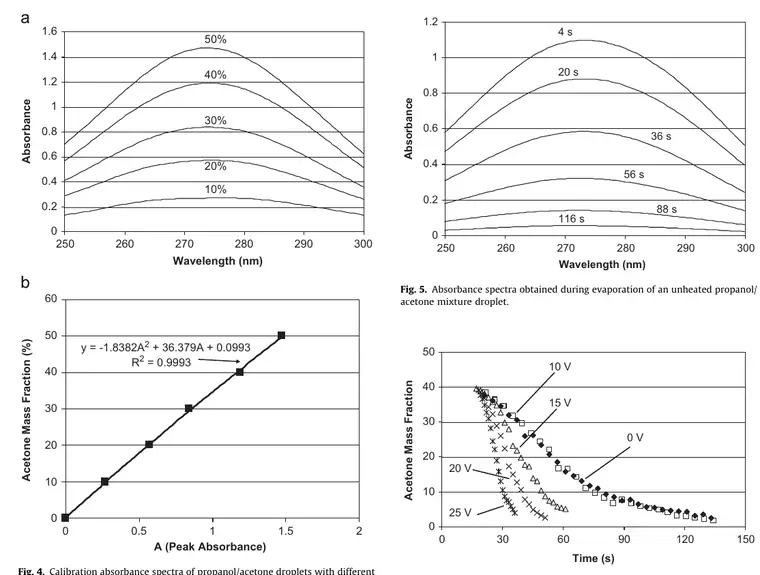 a
1.6
1.4
1.2
1
0.8
0.6
0.4
0.2
0
Absorbance
50%
40%
30%
20%
10%
250 260 270 280 290 300
Wavelength (nm)
b
60
50
40
30
20
10
0
Acetone Mass Fraction (%)
y = -1.8382A² + 36.379A + 0.0993
R² = 0.9993
0 0.5 1 1.5 2
A (Peak Absorbance)
Fig. 4. Calibration absorbance spectra of propanol/acetone droplets with different
1.2
1
0.8
0.6
0.4
0.2
0
Absorbance
4 s
20 s
36 s
56 s
88 s
116 s
250 260 270 280 290 300
Wavelength (nm)
Fig. 5. Absorbance spectra obtained during evaporation of an unheated propanol/
acetone mixture droplet.
50
40
30
20
10
0
Acetone Mass Fraction
10 V
15 V
0 V
20 V
25 V
0 30 60 90 120 150
Time (s)